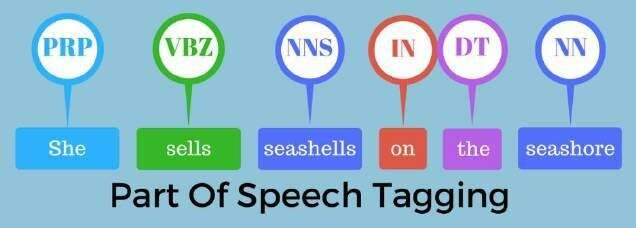 PRP VBZ NNS IN DT NN
She sells seashells on the seashore
Part Of Speech Tagging